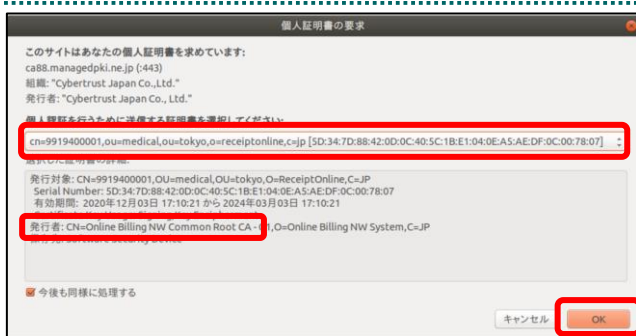 個人証明書の要求
このサイトはあなたの個人証明書を求めています:
ca88.managedpki.ne.jp (:443)
組織: "Cybertrust Japan Co.,Ltd."
発行者: "Cybertrust Japan Co., Ltd."
個人認証を行うために送信する証明書を選択してください:
cn=9919400001,ou=medical,ou=tokyo,o=receiptonline,c=jp [5D:34:7D:88:42:0D:0C:40:5C:1B:E1:04:0E:A5:AE:DF:0C:00:78:07]
選択した証明書の詳細:
発行対象: CN=9919400001,OU=medical,OU=tokyo,O=ReceiptOnline,C=JP
Serial Number: 5D:34:7D:88:42:0D:0C:40:5C:1B:E1:04:0E:A5:AE:DF:0C:00:78:07
有効期間: 2020年12月03日 17:10:21 から 2024年03月03日 17:10:21
発行者: CN=Online Billing NW Common Root CA - G1,O=Online Billing NW System,C=JP
今後も同様に処理する
キャンセル
OK